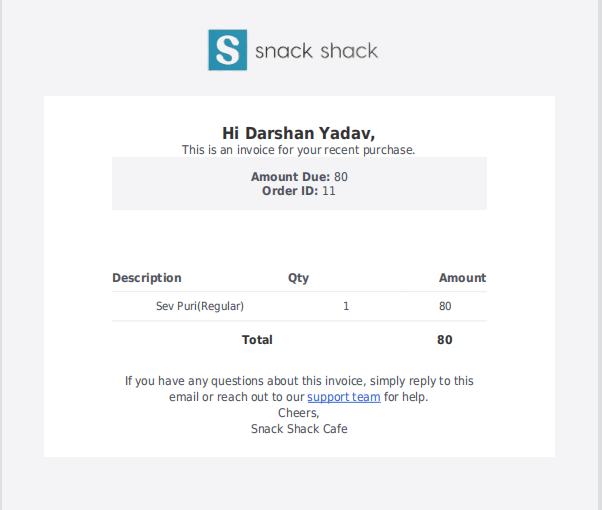 S snack shack
Hi Darshan Yadav,
This is an invoice for your recent purchase.
Amount Due: 80
Order ID: 11
Description Qty Amount
Sev Puri(Regular) 1 80
Total 80
If you have any questions about this invoice, simply reply to this
email or reach out to our support team for help.
Cheers,
Snack Shack Cafe